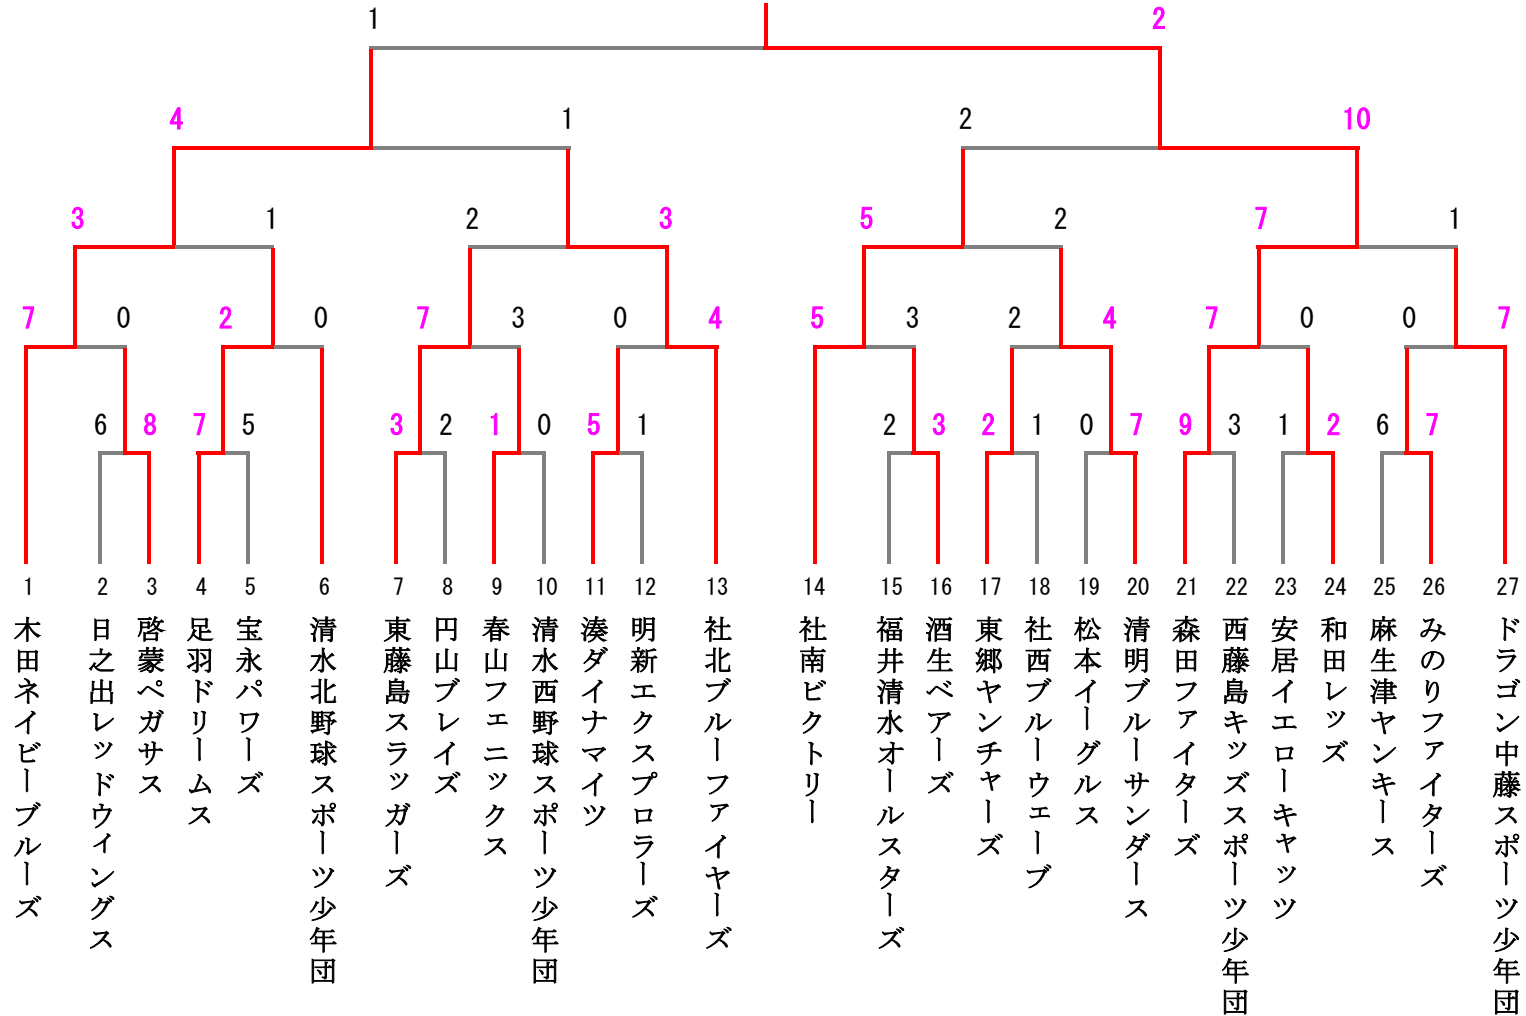 1 2
4 1 2 10
3 1 2 3 5 2 7 1
7 0 2 0 7 3 0 4 5 3 2 4 7 0 0 7
6 8 7 5 3 2 1 0 5 1 2 3 2 1 0 7 9 3 1 2 6 7
1 2 3 4 5 6 7 8 9 10 11 12 13 14 15 16 17 18 19 20 21 22 23 24 25 26 27
木田ネイビーブルーズ
日之出レッドウィングス
啓蒙ペガサス
足羽ドリームス
宝永パワーズ
清水北野球スポーツ少年団
東藤島スラッガーズ
円山ブレイズ
春山フェニックス
清水西野球スポーツ少年団
湊ダイナマイツ
明新エクスプロラーズ
社北ブルーファイヤーズ
社南ビクトリー
福井清水オールスターズ
酒生ベアーズ
東郷ヤンチャーズ
社西ブルーウェーブ
松本イーグルス
清明ブルーサンダース
森田ファイターズ
西藤島キッズスポーツ少年団
安居イエローキャッツ
和田レッズ
麻生津ヤンキース
みのりファイターズ
ドラゴン中藤スポーツ少年団